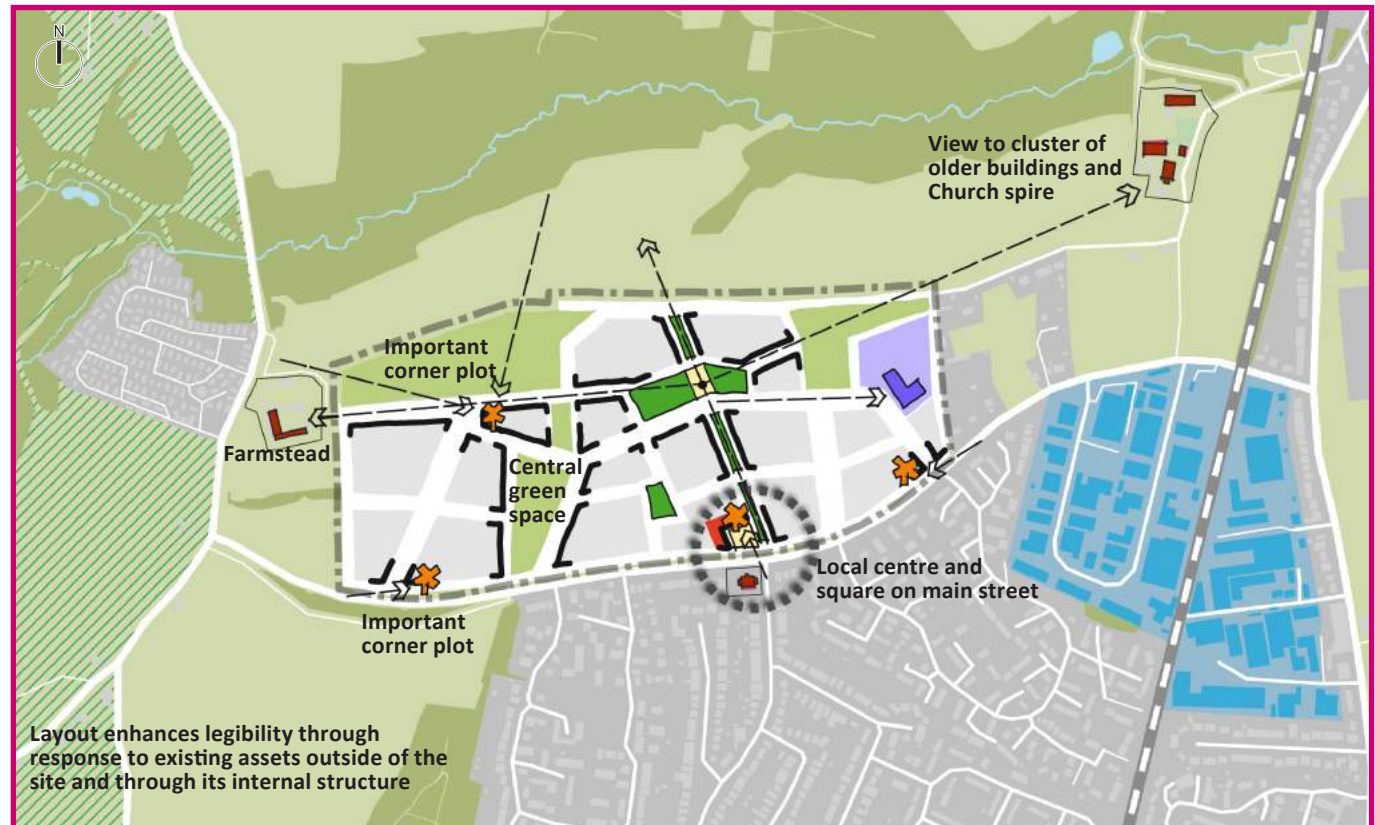 N
View to cluster of
older buildings and
Church spire
Important
corner plot
Farmstead
Central
green
space
Local centre and
square on main street
Important
corner plot
Layout enhances legibility through
response to existing assets outside of the
site and through its internal structure